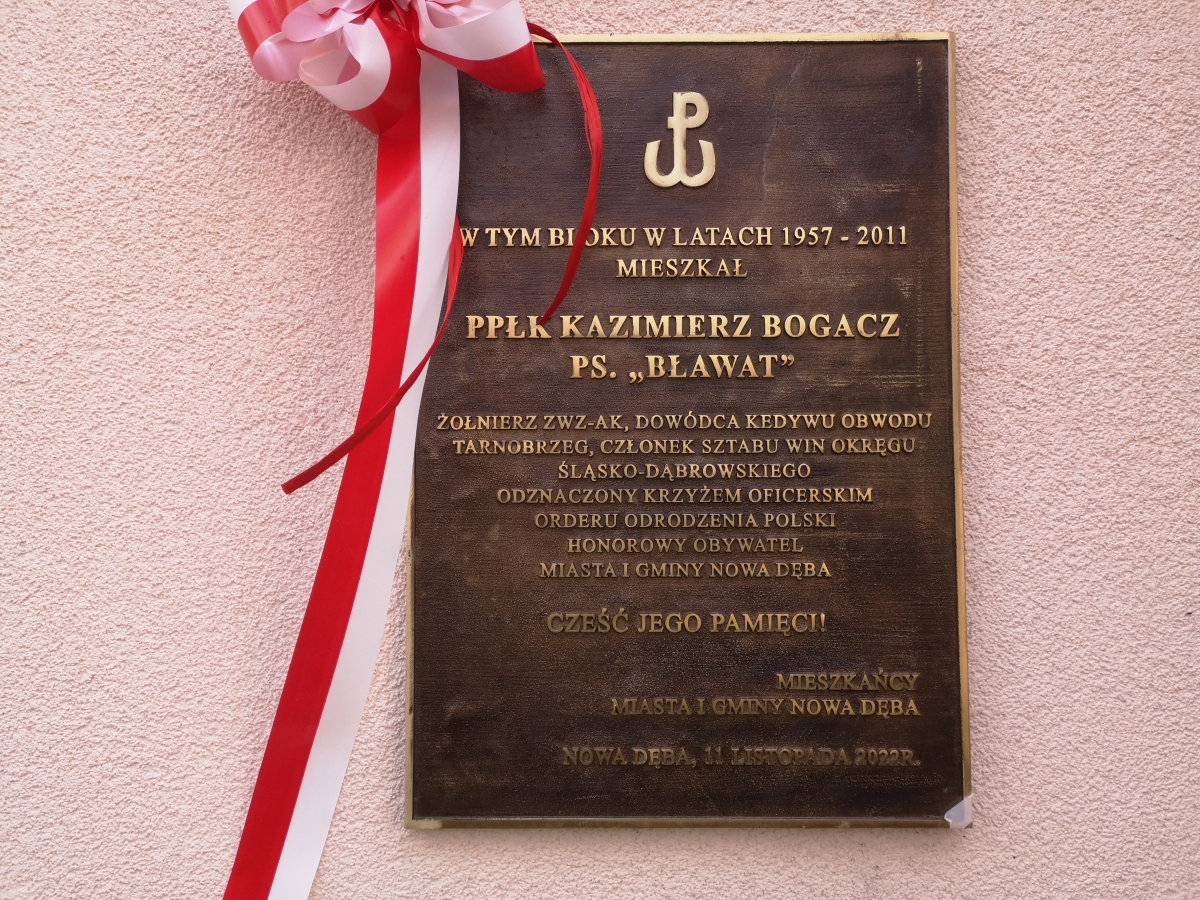 W TYM BLOKU W LATACH 1957 - 2011
MIESZKAŁ
PPŁK KAZIMIERZ BOGACZ
PS. „BŁAWAT”
ŻOŁNIERZ ZWZ-AK, DOWÓDCA KEDYWU OBWODU
TARNOBRZEG, CZŁONEK SZTABU WIN OKRĘGU
ŚLĄSKO-DĄBROWSKIEGO
ODZNACZONY KRZYŻEM OFICERSKIM
ORDERU ODRODZENIA POLSKI
HONOROWY OBYWATEL
MIASTA I GMINY NOWA DĘBA
CZEŚĆ JEGO PAMIĘCI!
MIESZKAŃCY
MIASTA I GMINY NOWA DĘBA
NOWA DĘBA, 11 LISTOPADA 2022R.